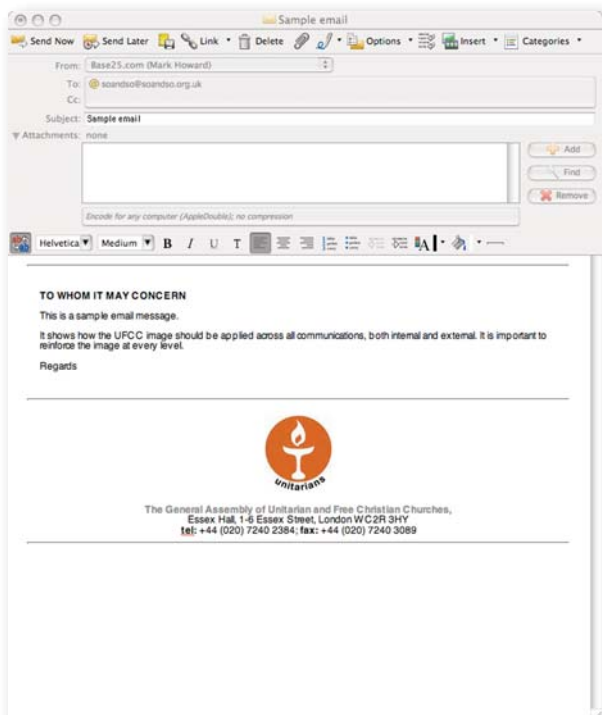 Sample email
Send Now Send Later Link Delete Options Insert Categories
From: Base25.com (Mark Howard)
To: soandso@soandso.org.uk
Cc:
Subject: Sample email
Attachments: none
Add
Find
Remove
Encode for any computer (AppleDouble); no compression
Helvetica Medium B I U T A
TO WHOM IT MAY CONCERN
This is a sample email message.
It shows how the UFCC image should be applied across all communications, both internal and external. It is important to
reinforce the image at every level.
Regards
unitarians
The General Assembly of Unitarian and Free Christian Churches,
Essex Hall, 1-6 Essex Street, London WC2R 3HY
tel: +44 (020) 7240 2384; fax: +44 (020) 7240 3089